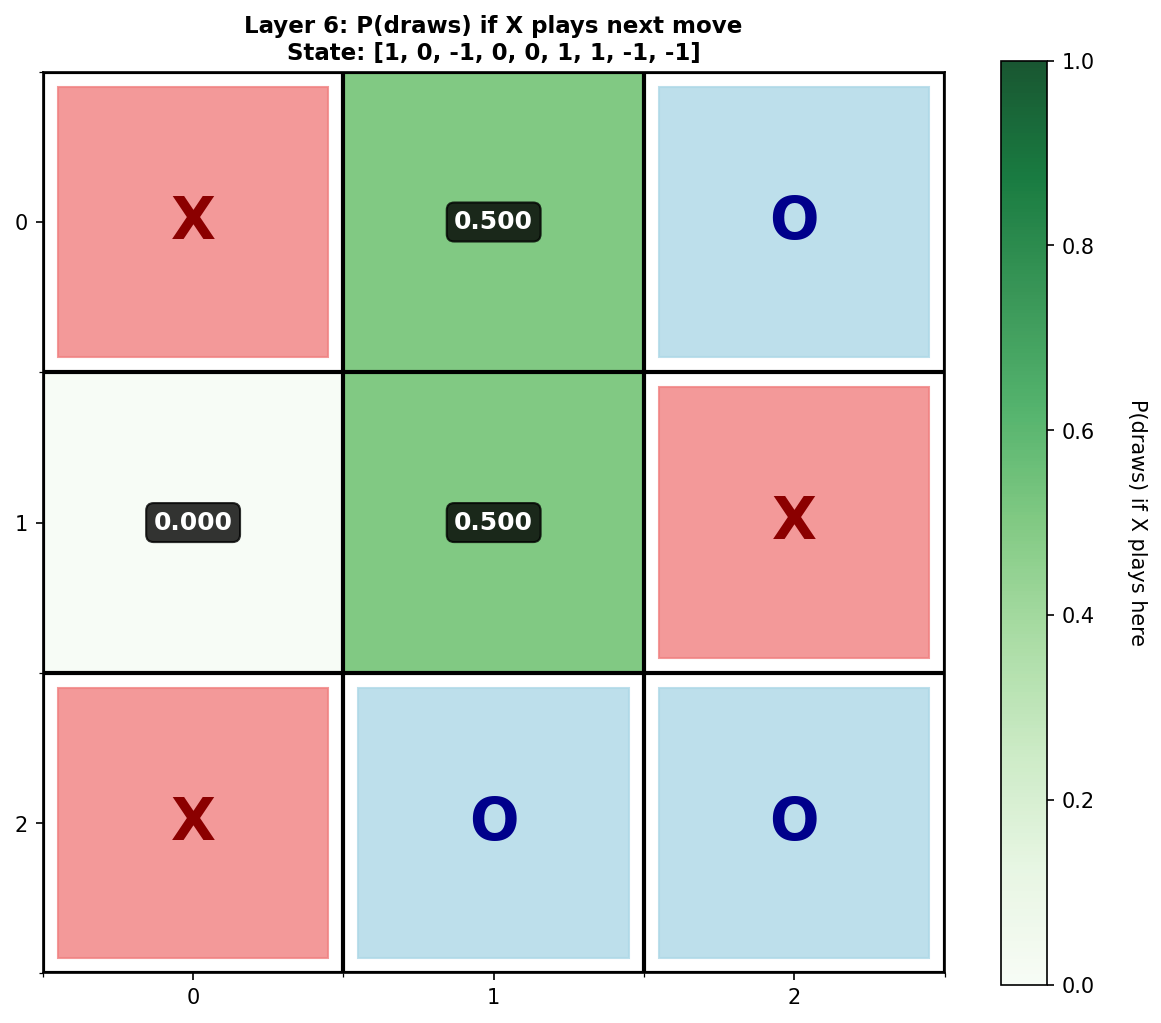 Layer 6: P(draws) if X plays next move
State: [1, 0, -1, 0, 0, 1, 1, -1, -1]
X
0.500
O
0.000
0.500
X
X
O
O
0
1
2
0
1
2
1.0
0.8
0.6
0.4
0.2
0.0
P(draws) if X plays here